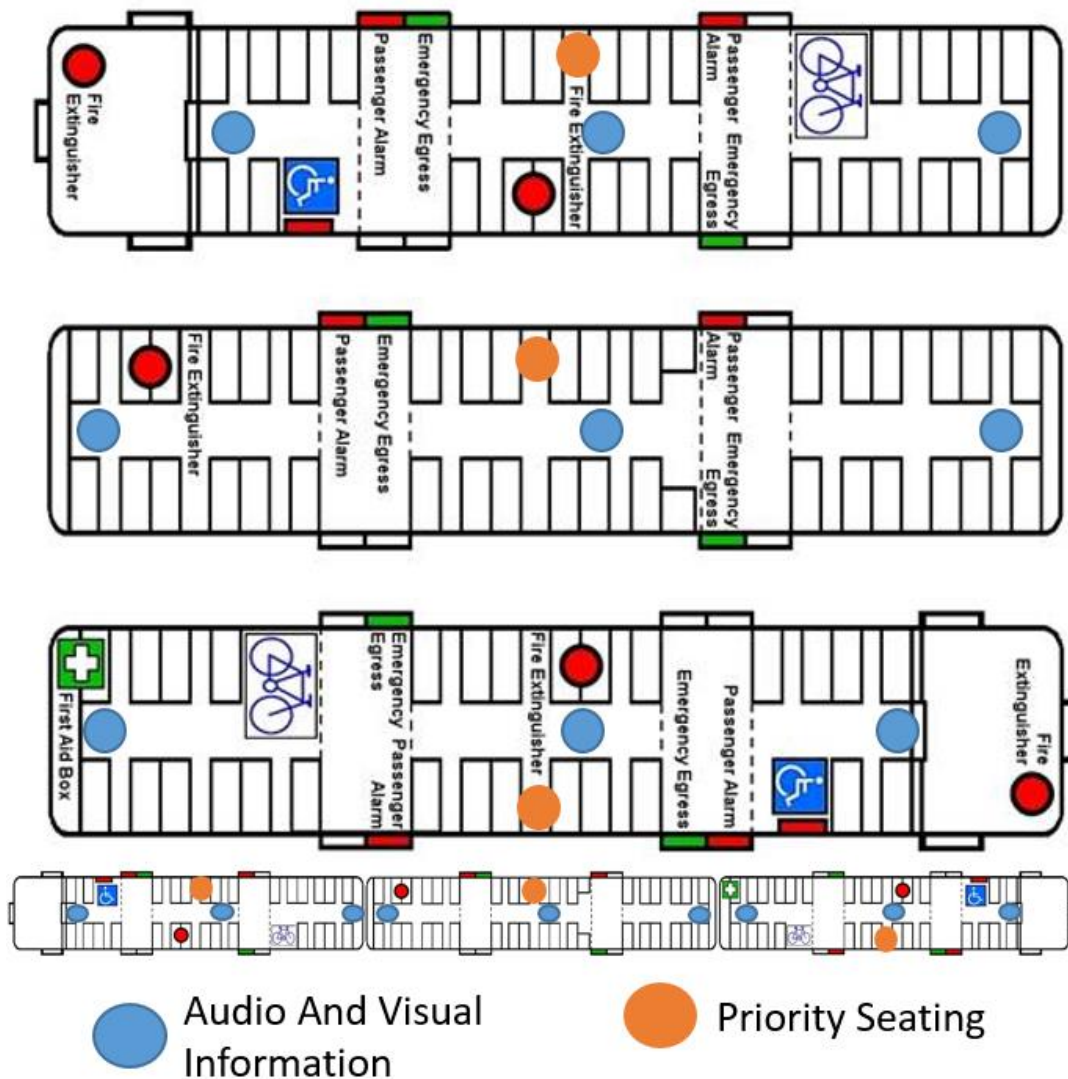 Fire
Extinguisher
Passenger Alarm
Emergency Egress
Fire Extinguisher
Passenger Emergency
Alarm Egress
Fire Extinguisher
Passenger Alarm
Emergency Egress
Passenger Emergency
Alarm Egress
First Aid Box
Emergency Passenger
Egress Alarm
Fire Extinguisher
Emergency Egress
Passenger Alarm
Fire
Extinguisher
Audio And Visual
Information
Priority Seating